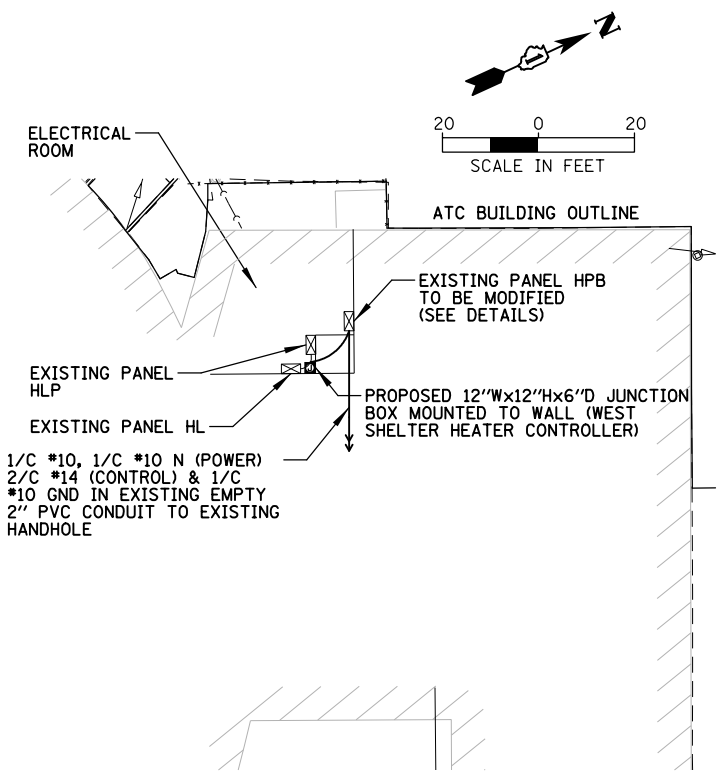 N
1
20 0 20
SCALE IN FEET
ELECTRICAL
ROOM
ATC BUILDING OUTLINE
EXISTING PANEL HPB
TO BE MODIFIED
(SEE DETAILS)
EXISTING PANEL
HLP
EXISTING PANEL HL
PROPOSED 12"Wx12"Hx6"D JUNCTION
BOX MOUNTED TO WALL (WEST
SHELTER HEATER CONTROLLER)
1/C #10, 1/C #10 N (POWER)
2/C #14 (CONTROL) & 1/C
#10 GND IN EXISTING EMPTY
2" PVC CONDUIT TO EXISTING
HANDHOLE